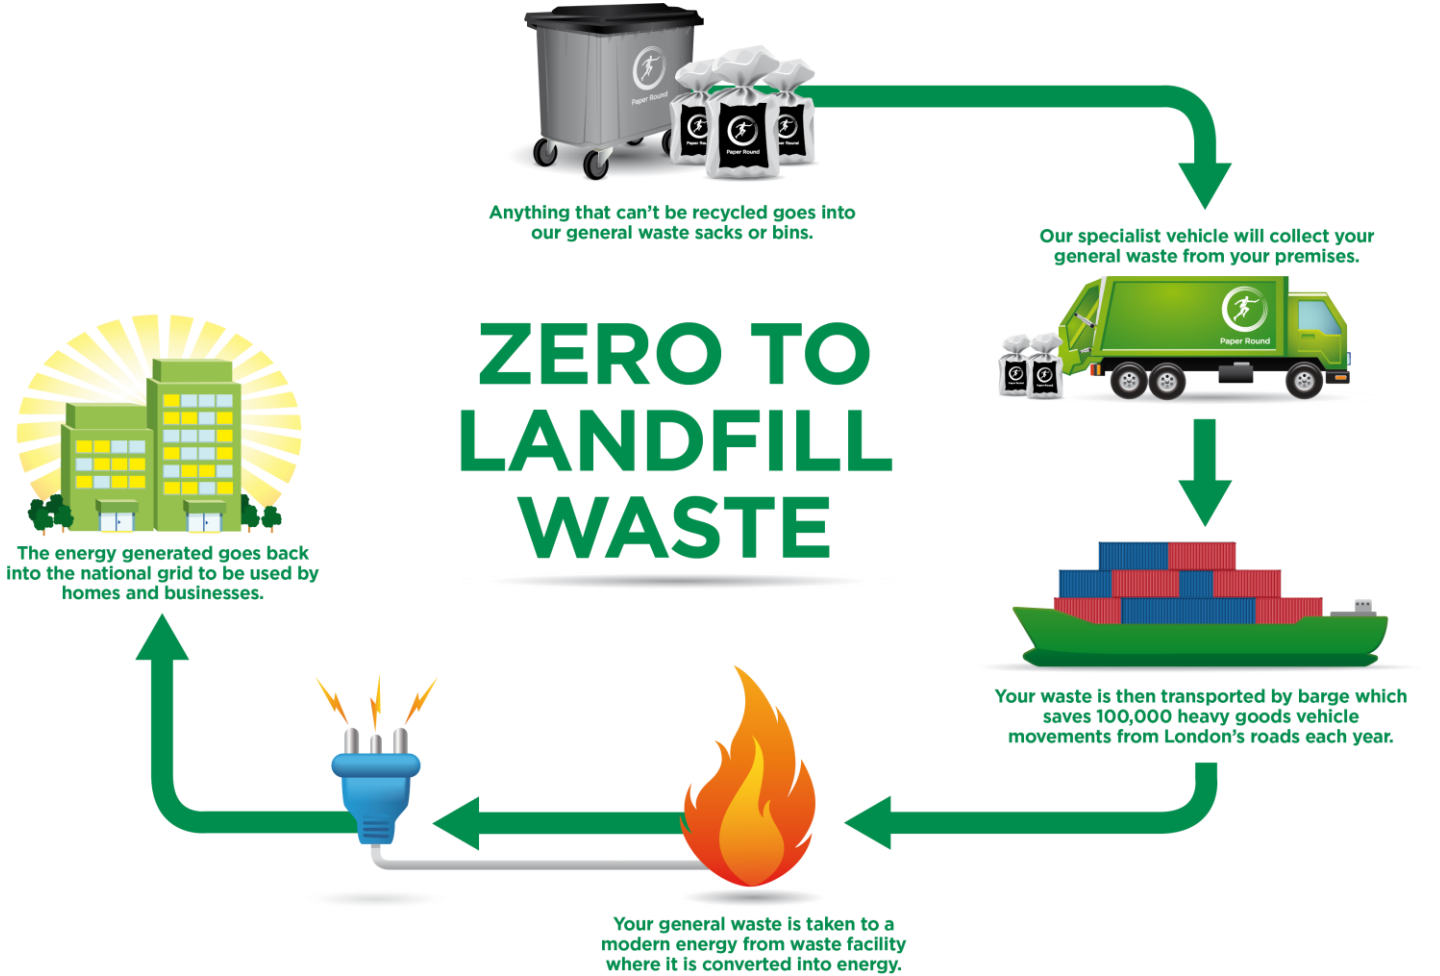 Paper Round
Paper Round
Anything that can't be recycled goes into
our general waste sacks or bins.
Our specialist vehicle will collect your
general waste from your premises.
Paper Round
ZERO TO
LANDFILL
WASTE
The energy generated goes back
into the national grid to be used by
homes and businesses.
Your waste is then transported by barge which
saves 100,000 heavy goods vehicle
movements from London's roads each year.
Your general waste is taken to a
modern energy from waste facility
where it is converted into energy.